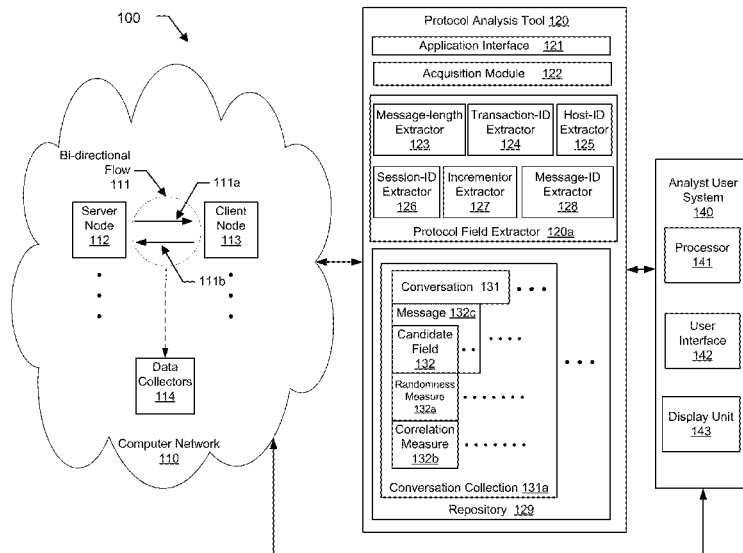 100
Bi-directional
Flow
111
111a
Server
Node
112
Client
Node
113
111b
Data
Collectors
114
Computer Network
110
Protocol Analysis Tool 120
Application Interface 121
Acquisition Module 122
Message-length
Extractor
123
Transaction-ID
Extractor
124
Host-ID
Extractor
125
Session-ID
Extractor
126
Incrementor
Extractor
127
Message-ID
Extractor
128
Protocol Field Extractor 120a
Conversation 131
Message 132c
Candidate
Field
132
Randomness
Measure
132a
Correlation
Measure
132b
Conversation Collection 131a
Repository 129
Analyst User
System
140
Processor
141
User
Interface
142
Display Unit
143